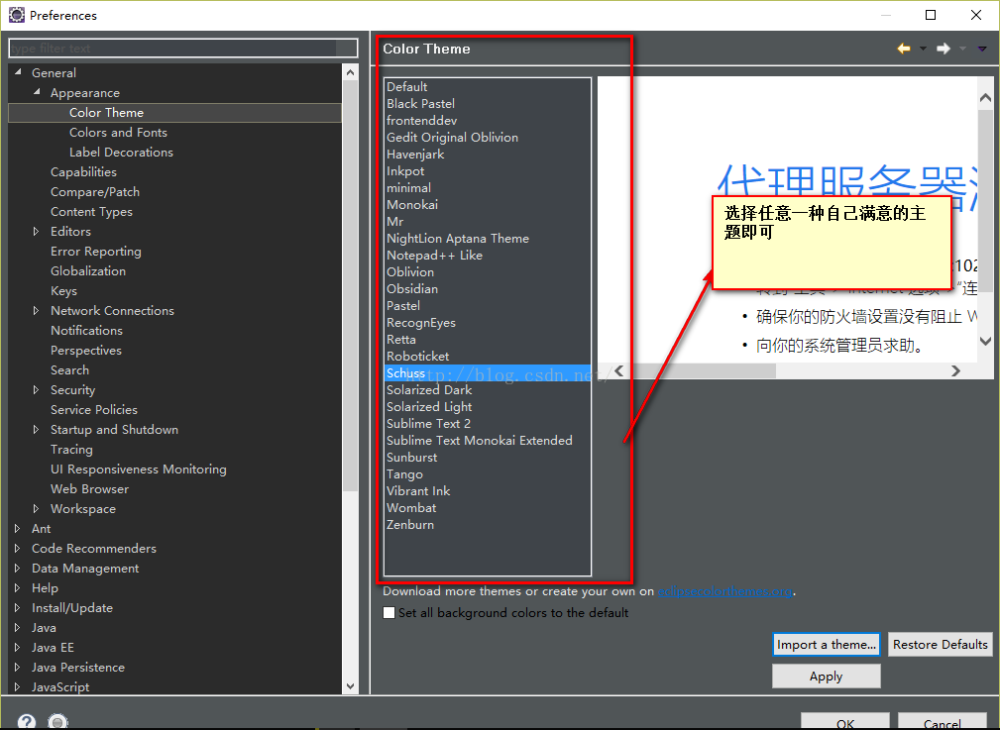 Preferences
type filter text
General
Appearance
Color Theme
Colors and Fonts
Label Decorations
Capabilities
Compare/Patch
Content Types
Editors
Error Reporting
Globalization
Keys
Network Connections
Notifications
Perspectives
Search
Security
Service Policies
Startup and Shutdown
Tracing
UI Responsiveness Monitoring
Web Browser
Workspace
Ant
Code Recommenders
Data Management
Help
Install/Update
Java
Java EE
Java Persistence
JavaScript
Color Theme
Default
Black Pastel
frontenddev
Gedit Original Oblivion
Havenjark
Inkpot
minimal
Monokai
Mr
NightLion Aptana Theme
Notepad++ Like
Oblivion
Obsidian
Pastel
RecognEyes
Retta
Roboticket
Schuss
http://blog.csdn.net/
Solarized Dark
Solarized Light
Sublime Text 2
Sublime Text Monokai Extended
Sunburst
Tango
Vibrant Ink
Wombat
Zenburn
代理服务器
选择任意一种自己满意的主
题即可
:102
转到"工具">"Internet 选项">"连
• 确保你的防火墙设置没有阻止 W
• 向你的系统管理员求助。
Download more themes or create your own on eclipsecolorthemes.org.
Set all background colors to the default
Import a theme...
Restore Defaults
Apply
OK
Cancel